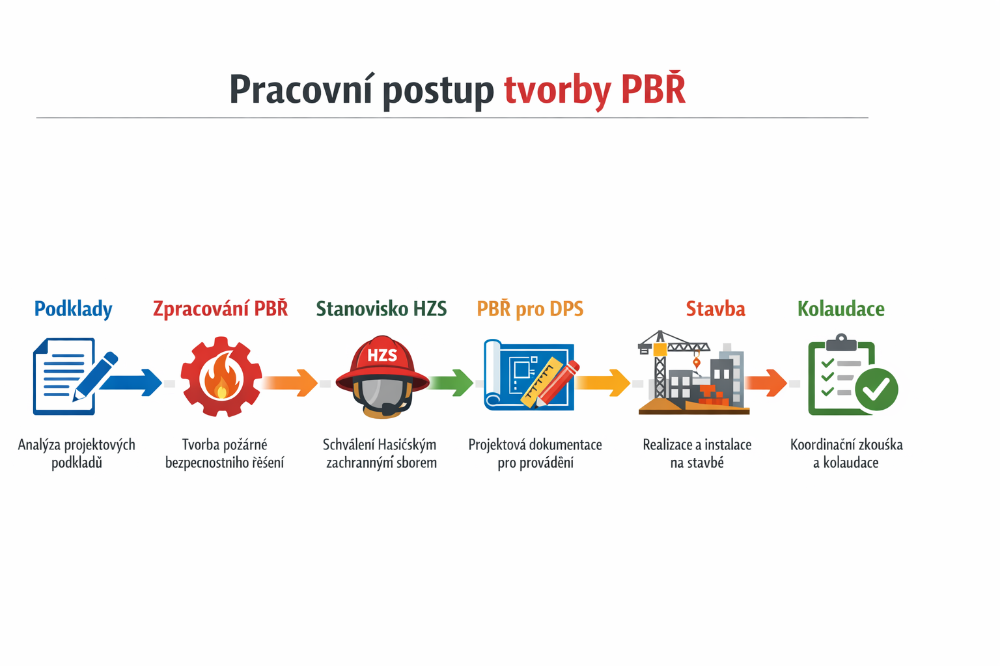 Pracovní postup tvorby PBŘ
Podklady
Analýza projektových
podkladů
Zpracování PBŘ
Tvorba požárné
bezpecnostniho řěšení
Stanovisko HZS
HZS
Schválení Hasićským
zachranným sborem
PBŘ pro DPS
Projektová dokumentace
pro provádění
Stavba
Realizace a instalace
na stavbé
Kolaudace
Koordinační zkouška
a kolaudace